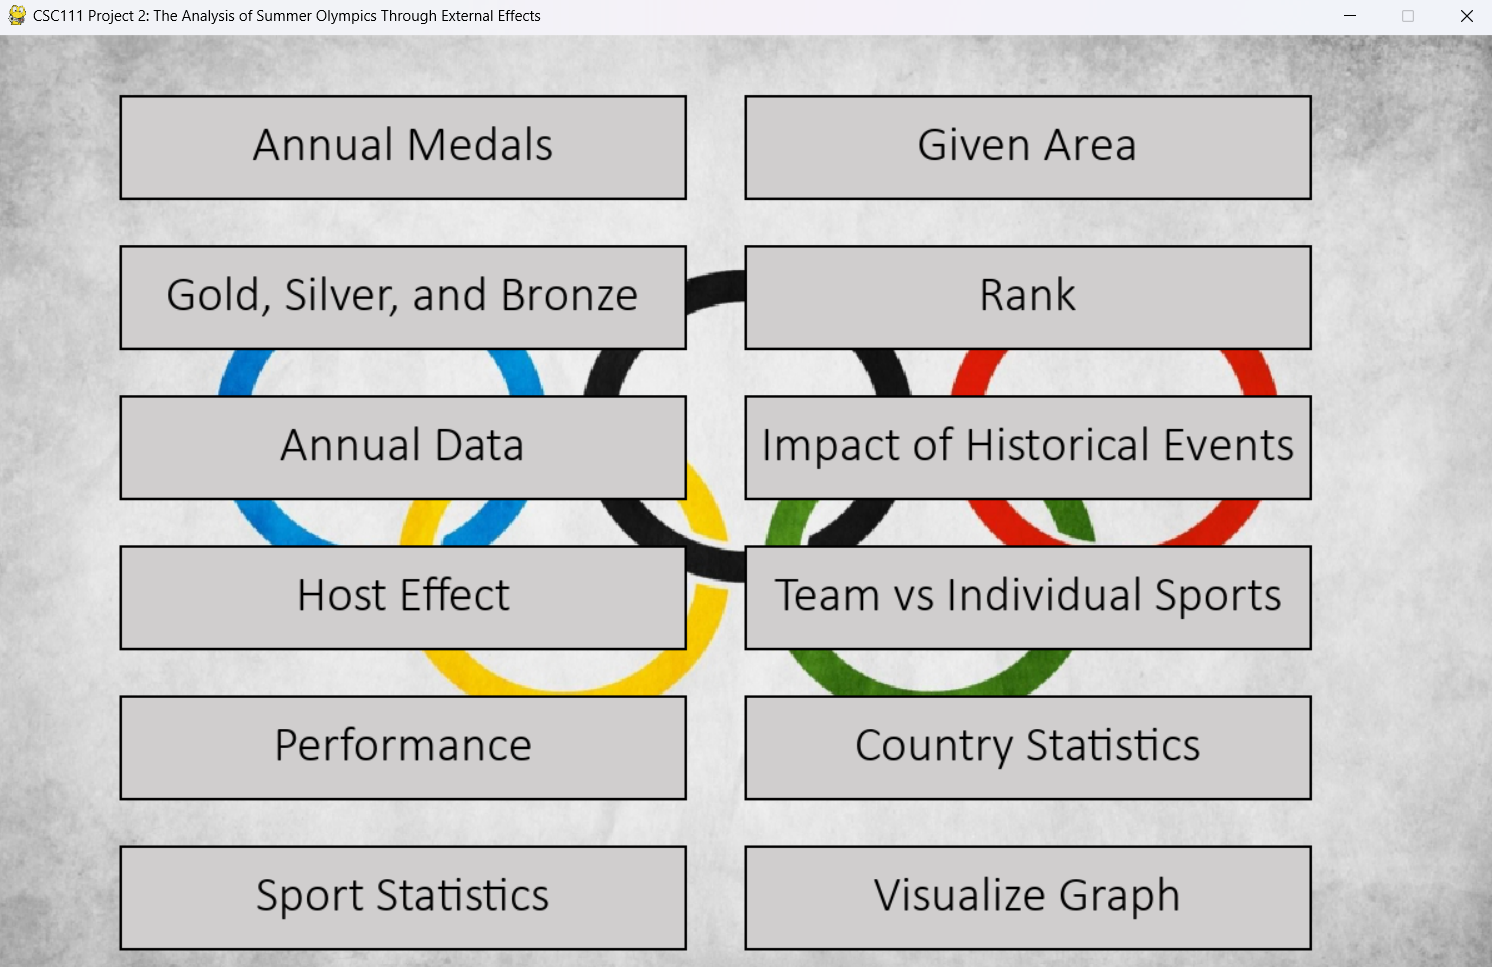 CSC111 Project 2: The Analysis of Summer Olympics Through External Effects
Annual Medals
Given Area
Gold, Silver, and Bronze
Rank
Annual Data
Impact of Historical Events
Host Effect
Team vs Individual Sports
Performance
Country Statistics
Sport Statistics
Visualize Graph